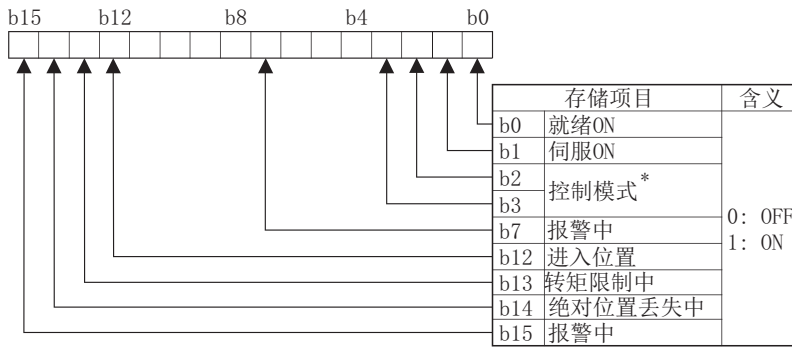 b15 b12 b8 b4 b0
存储项目 含义
b0 就绪ON
b1 伺服ON
b2
控制模式*
b3
b7 报警中
b12 进入位置
b13 转矩限制中
b14 绝对位置丢失中
b15 报警中
0: OFF
1: ON